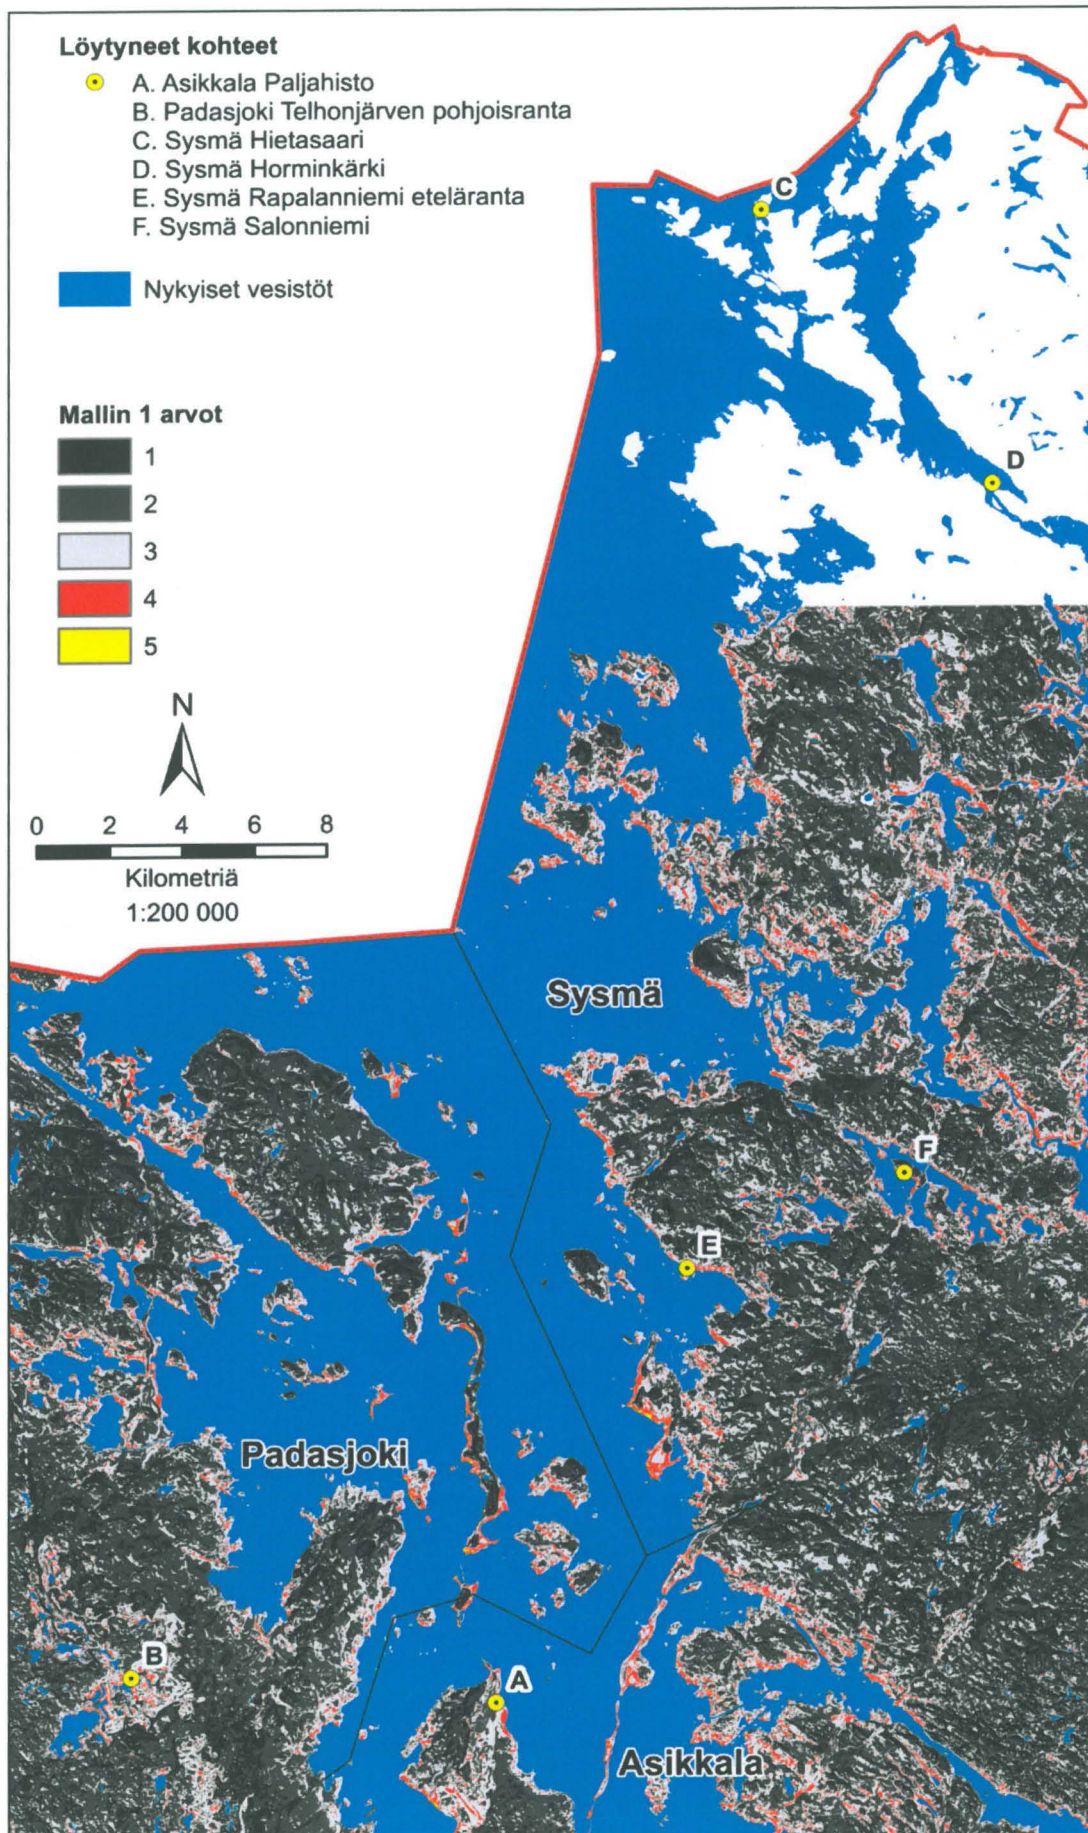 Löytyneet kohteet
A. Asikkala Paljahisto
B. Padasjoki Telhonjärven pohjoisranta
C. Sysmä Hietasaari
D. Sysmä Horminkärki
E. Sysmä Rapalanniemi eteläranta
F. Sysmä Salonniemi
Nykyiset vesistöt
Mallin 1 arvot
1
2
3
4
5
N
0 2 4 6 8
Kilometriä
1:200 000
C
D
Sysmä
F
E
Padasjoki
B
A
Asikkala